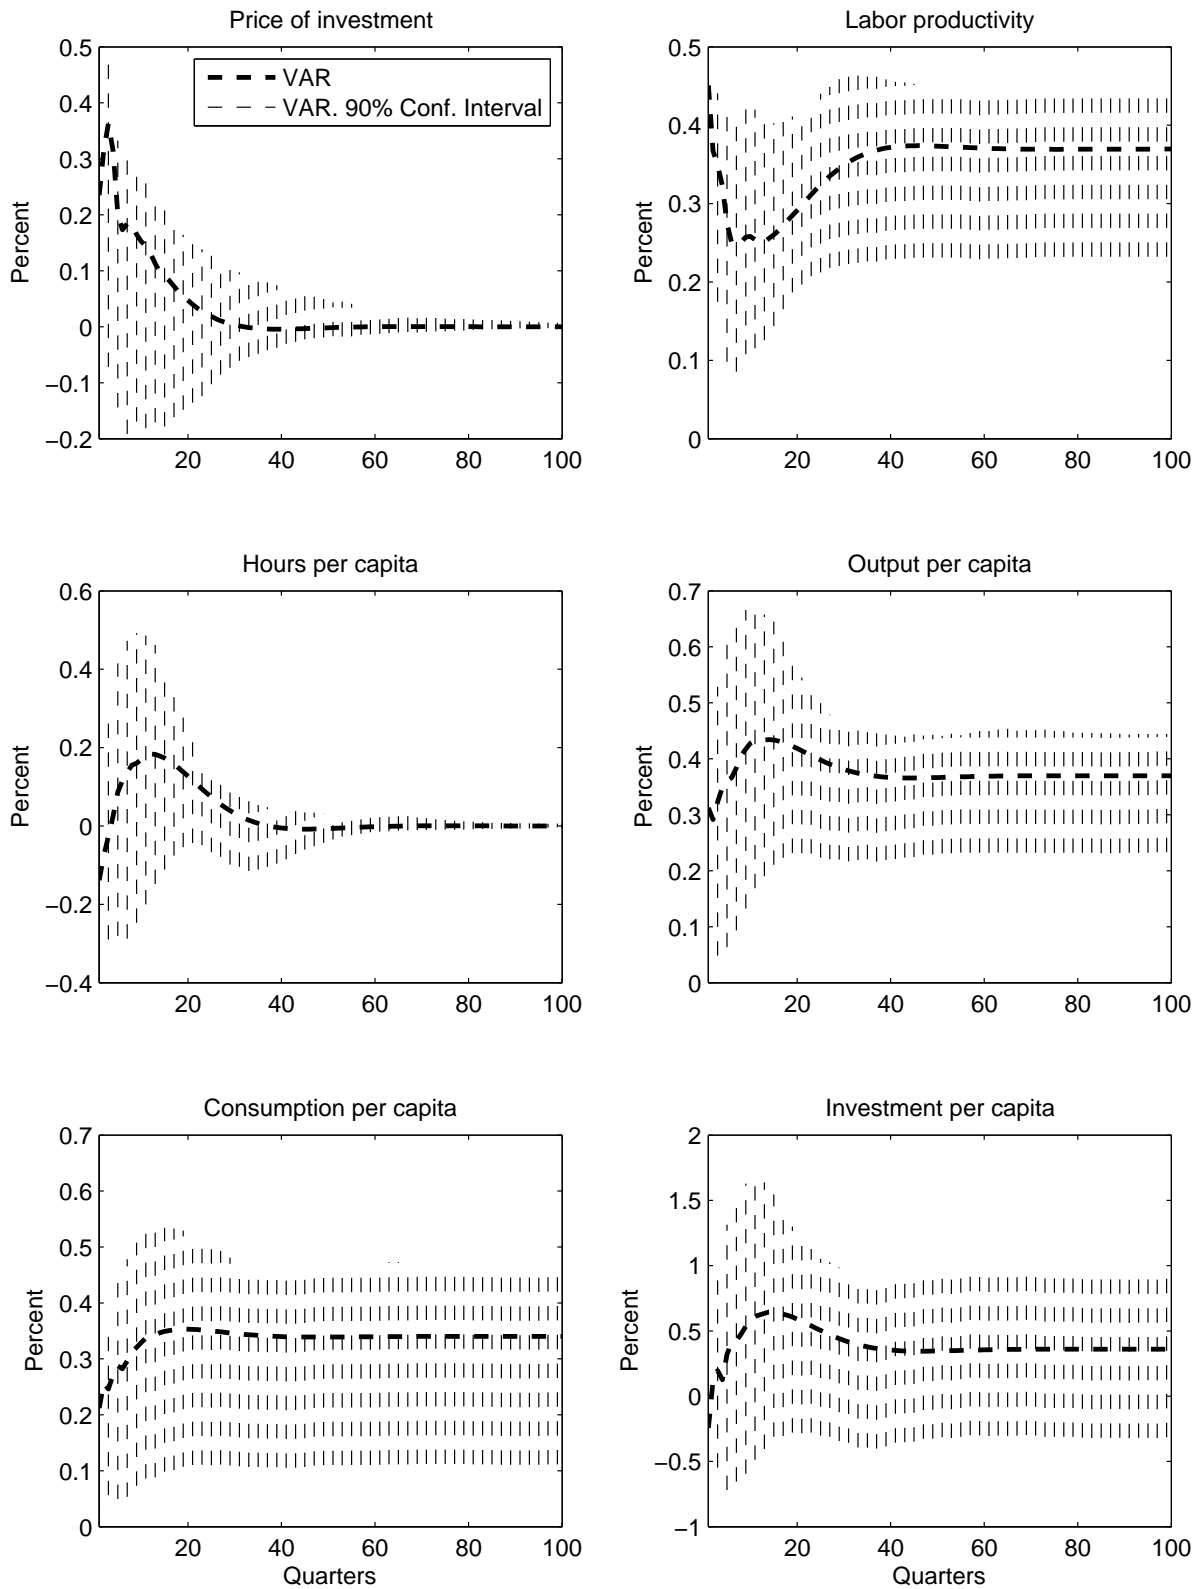 Price of investment
0.5
0.4
0.3
0.2
0.1
0
−0.1
−0.2
Percent
20 40 60 80 100
VAR
VAR. 90% Conf. Interval
Labor productivity
0.5
0.4
0.3
0.2
0.1
0
Percent
20 40 60 80 100
Hours per capita
0.6
0.4
0.2
0
−0.2
−0.4
Percent
20 40 60 80 100
Output per capita
0.7
0.6
0.5
0.4
0.3
0.2
0.1
0
Percent
20 40 60 80 100
Consumption per capita
0.7
0.6
0.5
0.4
0.3
0.2
0.1
0
Percent
20 40 60 80 100
Quarters
Investment per capita
2
1.5
1
0.5
0
−0.5
−1
Percent
20 40 60 80 100
Quarters